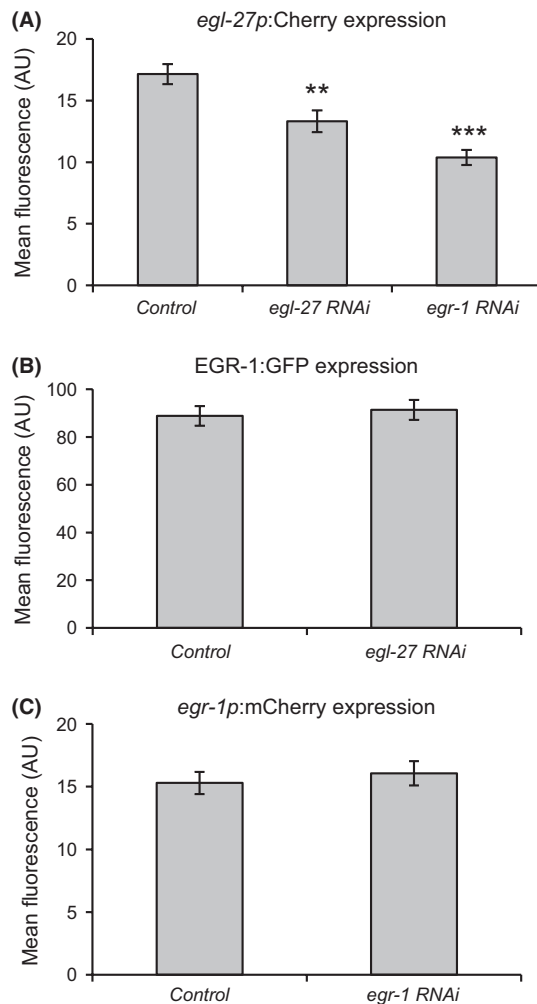 (A) egl-27p:Cherry expression
Mean fluorescence (AU)
20
15
10
5
0
**
***
Control egl-27 RNAi egr-1 RNAi
(B) EGR-1:GFP expression
Mean fluorescence (AU)
100
80
60
40
20
0
Control egl-27 RNAi
(C) egr-1p:mCherry expression
Mean fluorescence (AU)
20
15
10
5
0
Control egr-1 RNAi